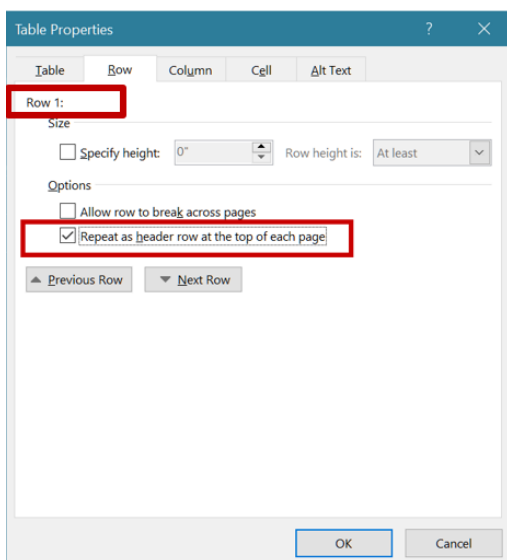 Table Properties ?
Table Row Column Cell Alt Text
Row 1:
Size
Specify height: 0" Row height is: At least
Options
Allow row to break across pages
Repeat as header row at the top of each page
Previous Row Next Row
OK Cancel